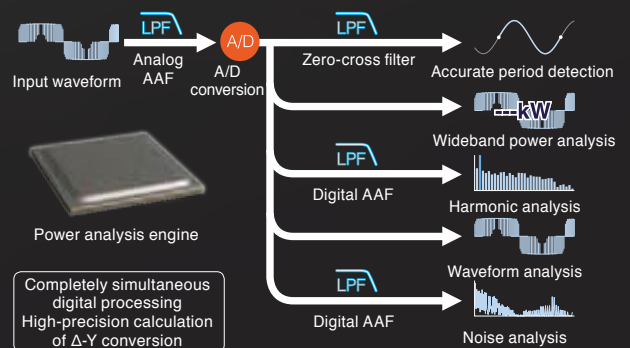 LPF
LPF
A/D
Input waveform
Analog
AAF
A/D
conversion
Zero-cross filter
Accurate period detection
---kW
Wideband power analysis
LPF
Digital AAF
Harmonic analysis
Power analysis engine
Waveform analysis
LPF
Digital AAF
Noise analysis
Completely simultaneous
digital processing
High-precision calculation
of Δ-Y conversion